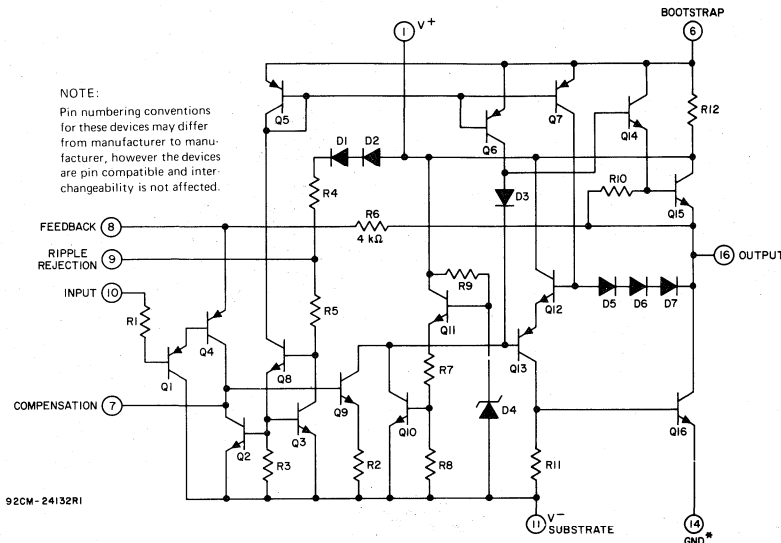 BOOTSTRAP
6
1
V+
NOTE:
Pin numbering conventions
for these devices may differ
from manufacturer to manu-
facturer, however the devices
are pin compatible and inter-
changeability is not affected.
Q5
Q7
Q6
Q14
R12
D1
D2
R4
D3
R10
Q15
FEEDBACK 8
R6
4 kΩ
RIPPLE
REJECTION 9
16 OUTPUT
INPUT 10
R1
R5
R9
Q12
D5
D6
D7
Q4
Q11
Q13
Q1
Q8
R7
D4
COMPENSATION 7
Q9
Q10
Q16
Q2
Q3
R3
R2
R8
R11
92CM-24132R1
11
V-
SUBSTRATE
14
GND*